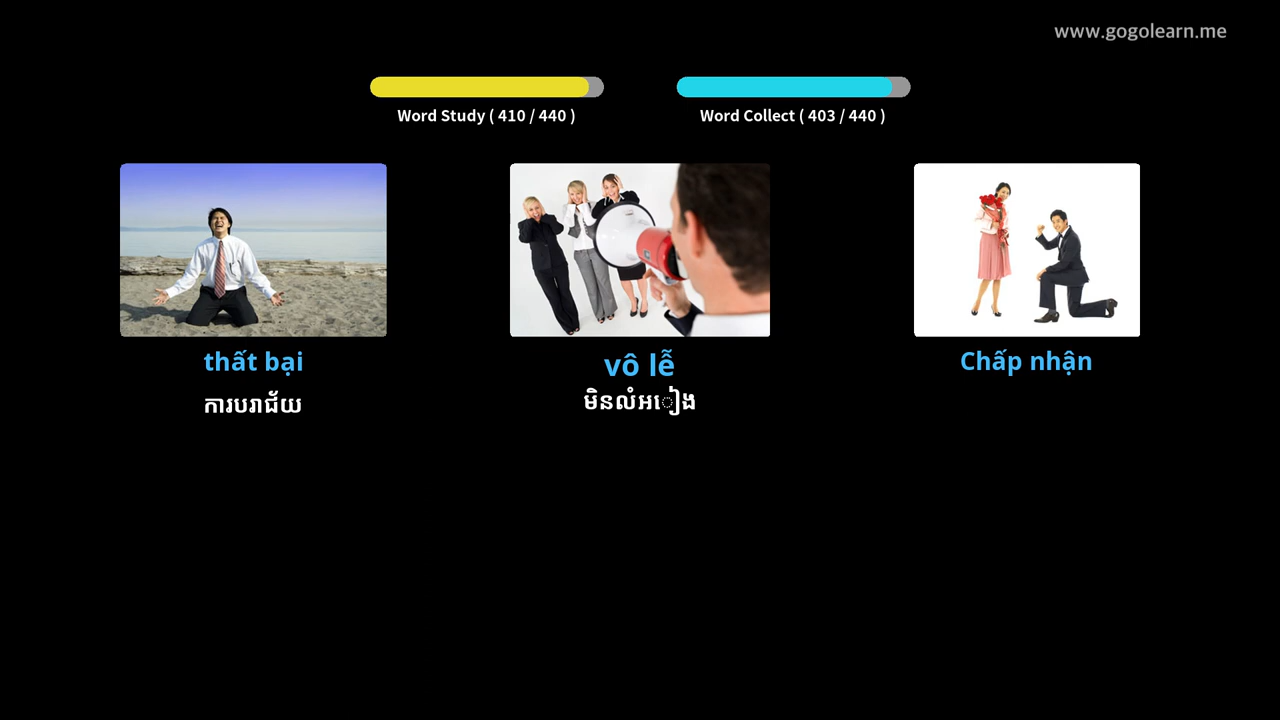 www.gogolearn.me
Word Study ( 410 / 440 )
Word Collect ( 403 / 440 )
thất bại
ការបរាជ័យ
vô lễ
មិនលំអៀង
Chấp nhận